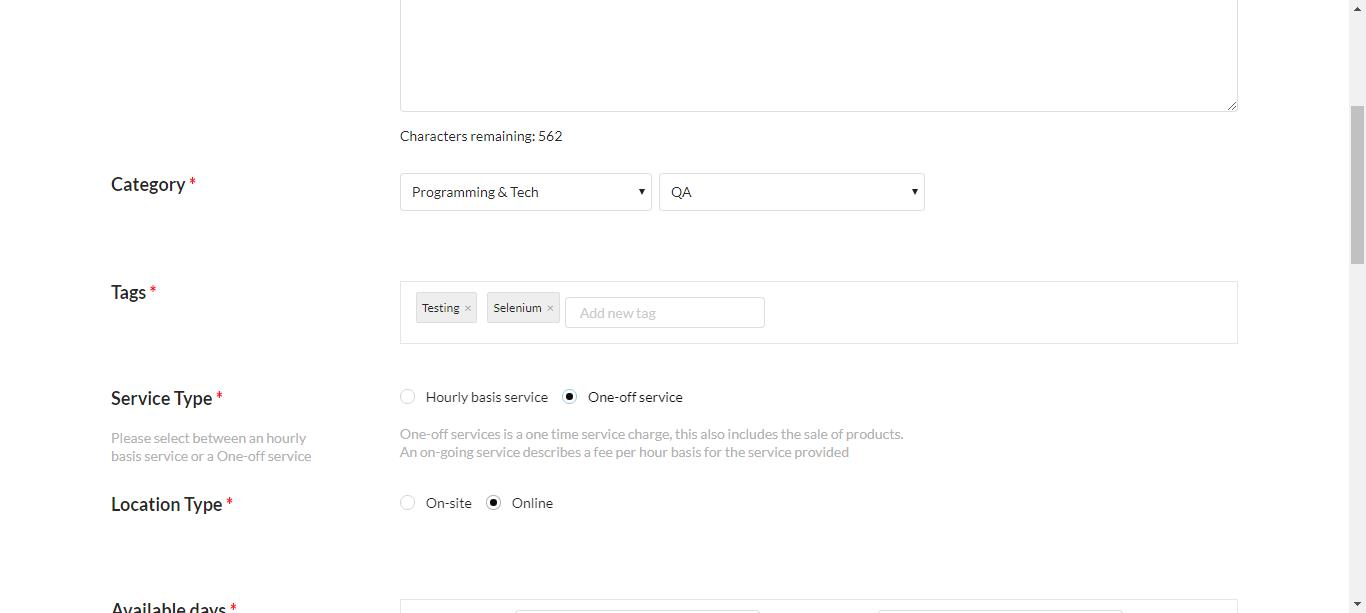 Characters remaining: 562
Category *
Programming & Tech
QA
Tags *
Testing ×
Selenium ×
Add new tag
Service Type *
Hourly basis service
One-off service
Please select between an hourly
basis service or a One-off service
One-off services is a one time service charge, this also includes the sale of products.
An on-going service describes a fee per hour basis for the service provided
Location Type *
On-site
Online
Available days *